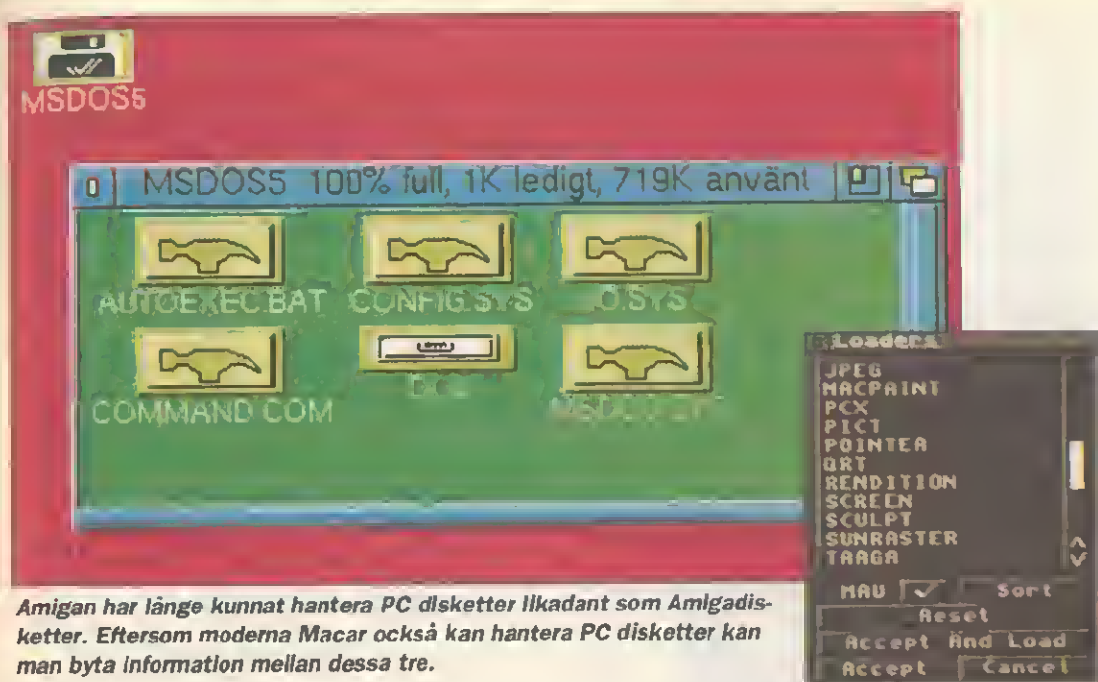 MSDOS5
MSDOS5 100% full, 1K ledigt, 719K använt
AUTOEXEC.BAT CONFIG.SYS
COMMAND.COM
Loaders
JPEG
MACPAINT
PCX
PICT
POINTER
QRT
RENDITION
SCREEN
SCULPT
SUNRASTER
TARGA
Sort
Reset
Accept And Load
Accept Cancel
Amigan har länge kunnat hantera PC disketter likadant som Amigadis-
ketter. Eftersom moderna Macar också kan hantera PC disketter kan
man byta information mellan dessa tre.